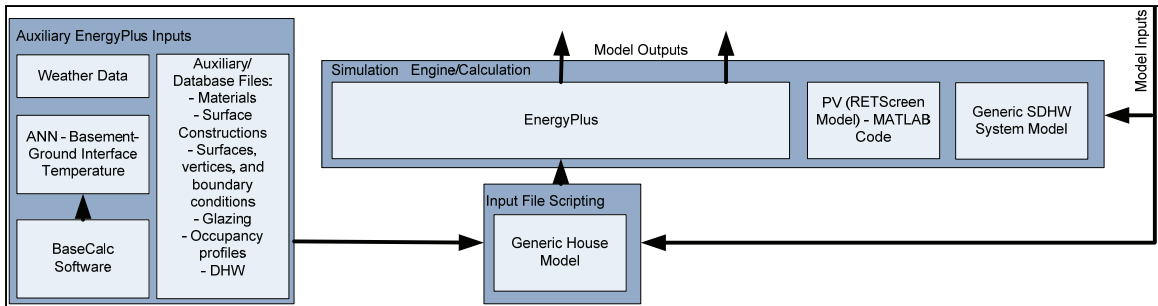 Auxiliary EnergyPlus Inputs
Weather Data
ANN – Basement-
Ground Interface
Temperature
BaseCalc
Software
Auxiliary/
Database Files:
- Materials
- Surface
Constructions
- Surfaces,
vertices, and
boundary
conditions
- Glazing
- Occupancy
profiles
- DHW
Model Outputs
Simulation Engine/Calculation
EnergyPlus
PV (RETScreen
Model) - MATLAB
Code
Generic SDHW
System Model
Input File Scripting
Generic House
Model
Model Inputs